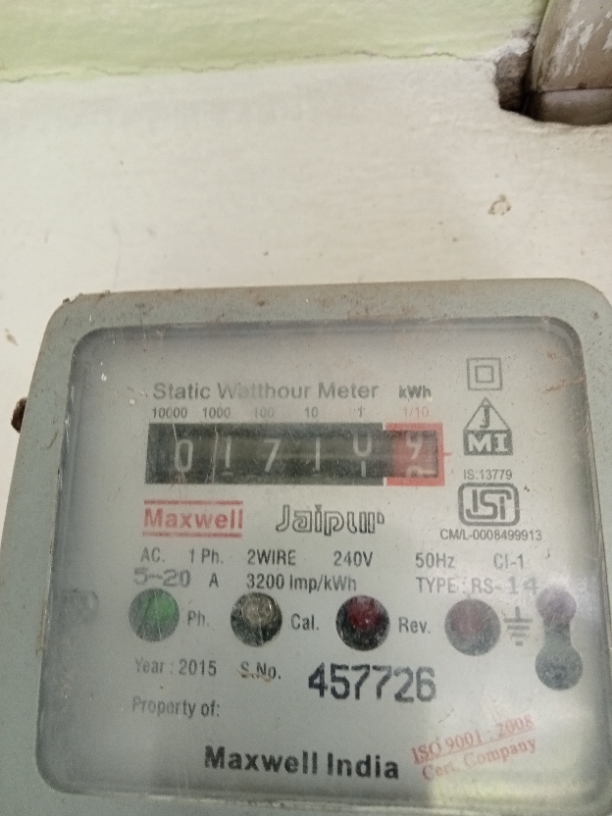 Static Watthour Meter kWh
10000 1000 100 10 1 1/10
0 1 7 1
J
MI
IS:13779
ISI
CM/L-0008499913
Maxwell Jaipur
AC. 1 Ph. 2WIRE 240V 50Hz Cl-1
5-20 A 3200 Imp/kWh TYPE: RS-14
Ph. Cal. Rev.
Year : 2015 S.No. 457726
Property of:
Maxwell India
ISO 9001 : 2008
Cert. Company